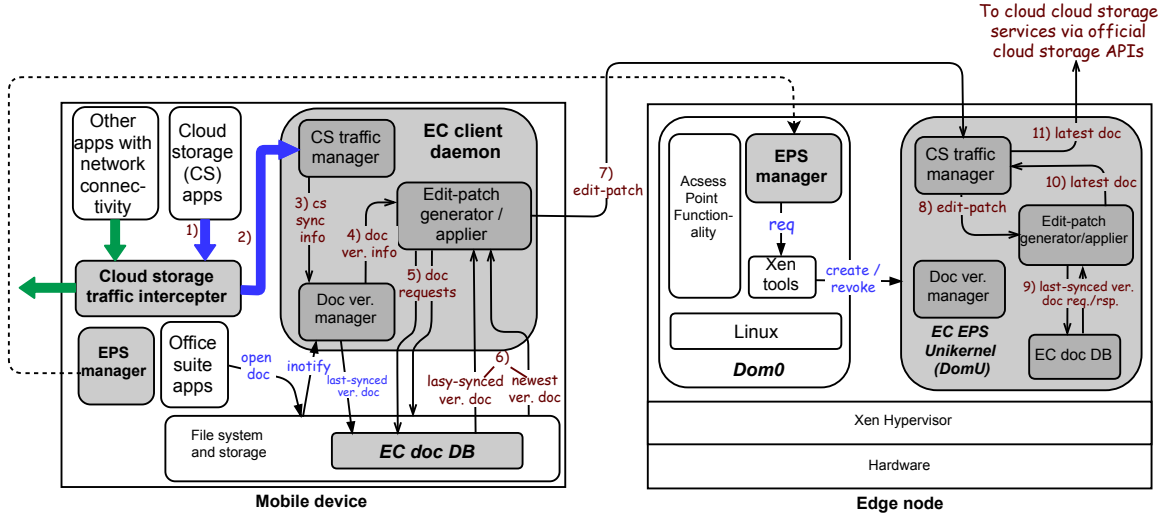 To cloud cloud storage
services via official
cloud storage APIs
Other
apps with
network
connec-
tivity
Cloud
storage
(CS)
apps
1)
2)
Cloud storage
traffic intercepter
EPS
manager
Office
suite
apps
open
doc
EC client
daemon
CS traffic
manager
3) cs
sync
info
4) doc
ver. info
Edit-patch
generator /
applier
5) doc
requests
Doc ver.
manager
inotify
last-synced
ver. doc
6)
lasy-synced
ver. doc
newest
ver. doc
File system
and storage
EC doc DB
Mobile device
7)
edit-patch
Acsess
Point
Function-
ality
EPS
manager
req
Xen
tools
create /
revoke
Linux
Dom0
CS traffic
manager
11) latest doc
10) latest doc
8) edit-patch
Edit-patch
generator/applier
Doc ver.
manager
9) last-synced ver.
doc req./rsp.
EC EPS
Unikernel
(DomU)
EC doc DB
Xen Hypervisor
Hardware
Edge node